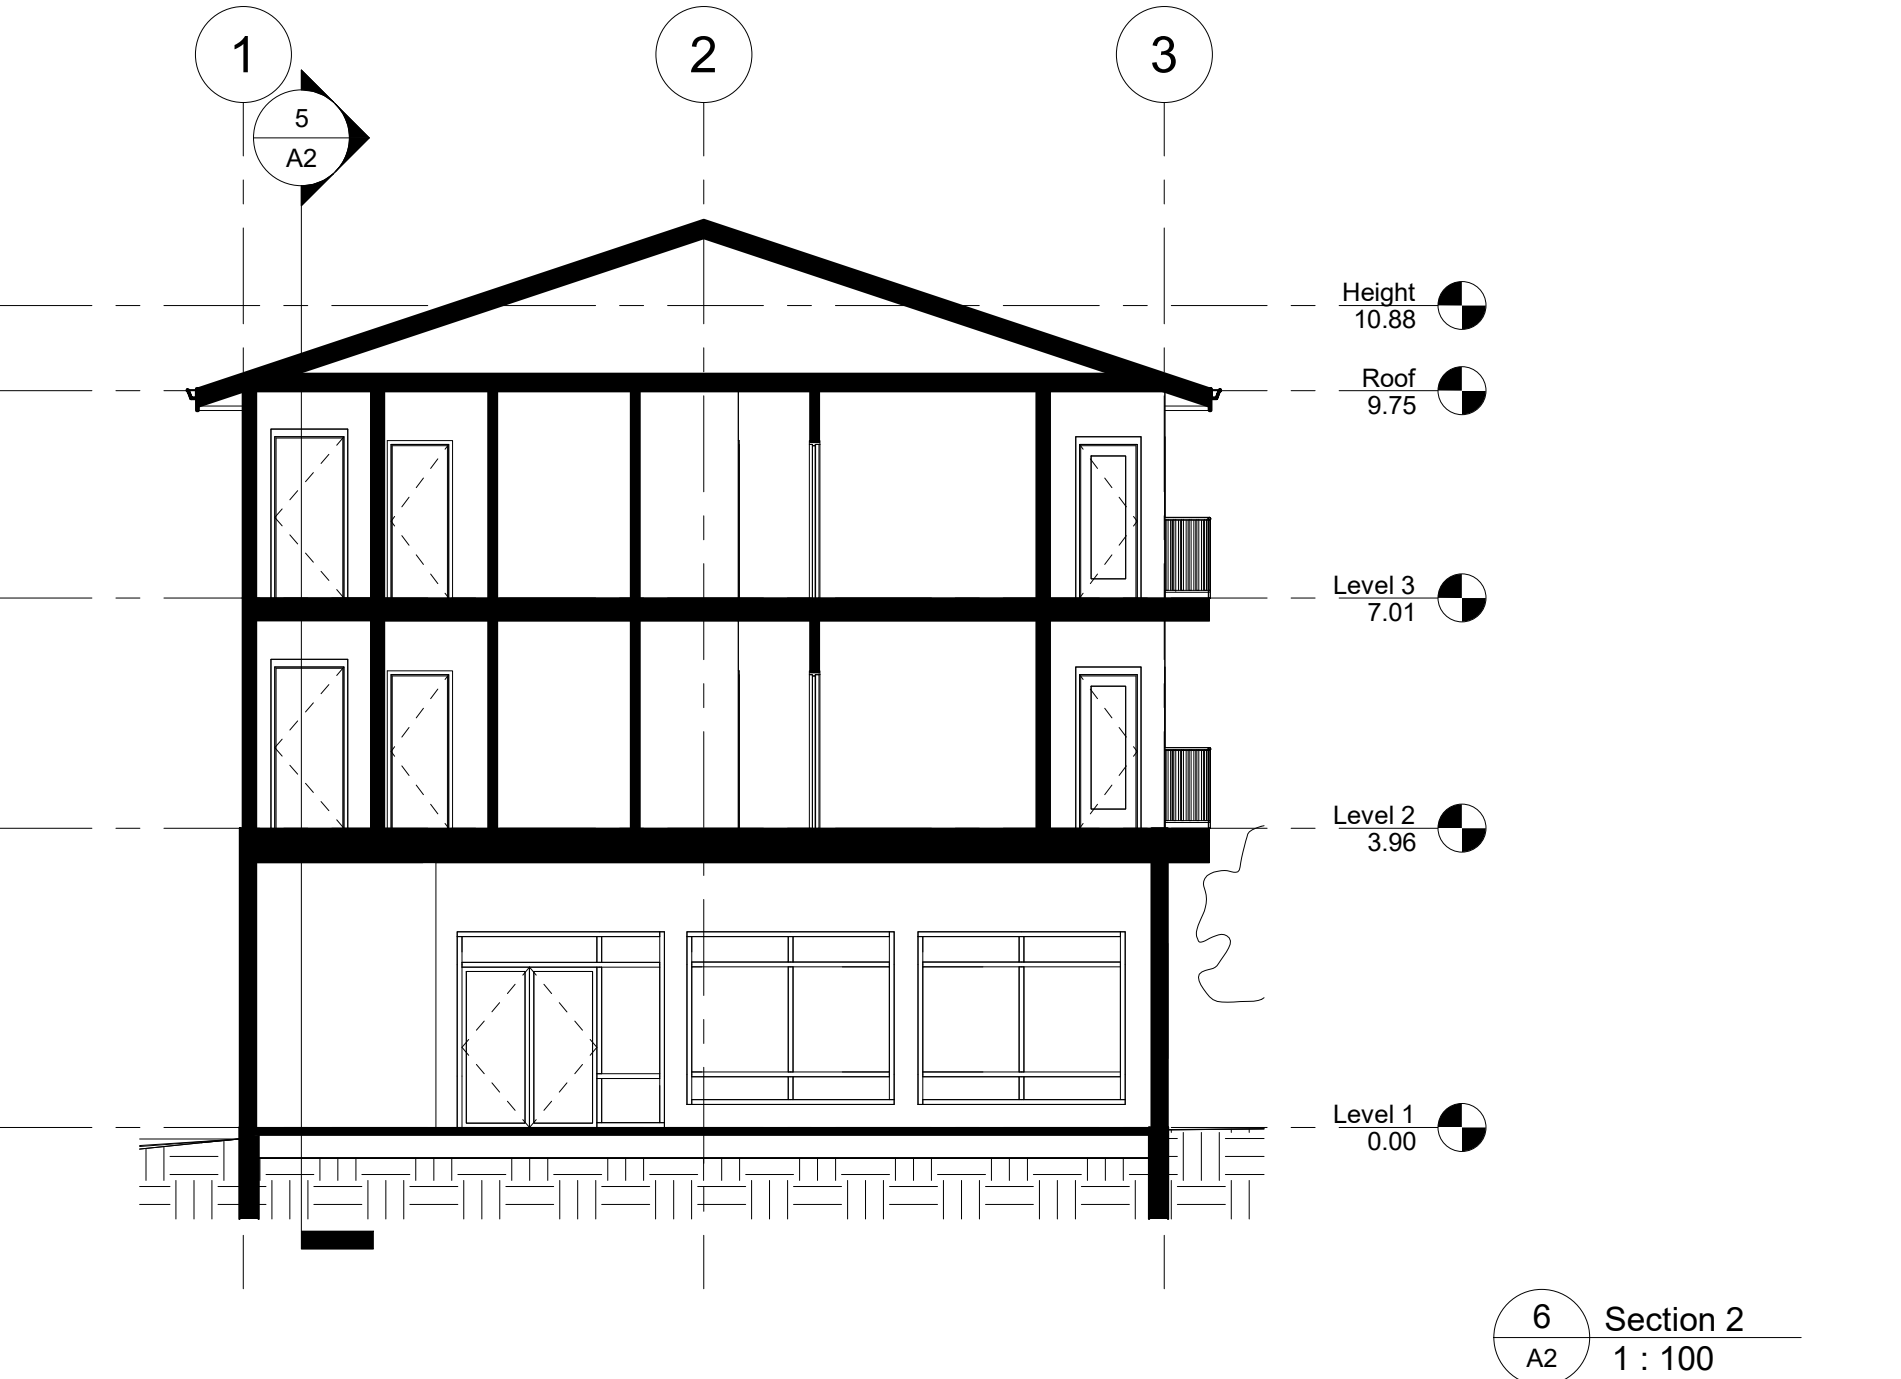 1
2
3
5
A2
Height
10.88
Roof
9.75
Level 3
7.01
Level 2
3.96
Level 1
0.00
6
A2
Section 2
1 : 100